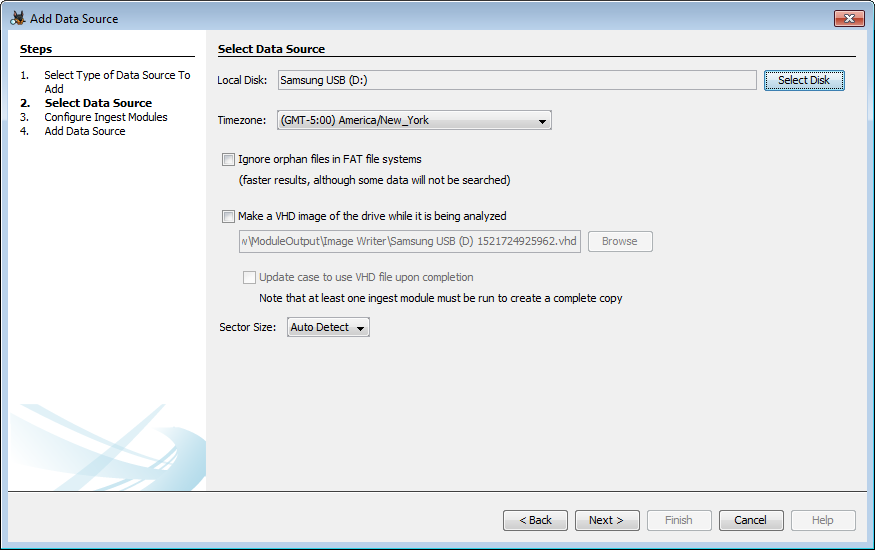 Add Data Source
Steps
1. Select Type of Data Source To
Add
2. Select Data Source
3. Configure Ingest Modules
4. Add Data Source
Select Data Source
Local Disk: Samsung USB (D:) Select Disk
Timezone: (GMT-5:00) America/New_York
Ignore orphan files in FAT file systems
(faster results, although some data will not be searched)
Make a VHD image of the drive while it is being analyzed
w\ModuleOutput\Image Writer\Samsung USB (D) 1521724925962.vhd Browse
Update case to use VHD file upon completion
Note that at least one ingest module must be run to create a complete copy
Sector Size: Auto Detect
< Back Next > Finish Cancel Help